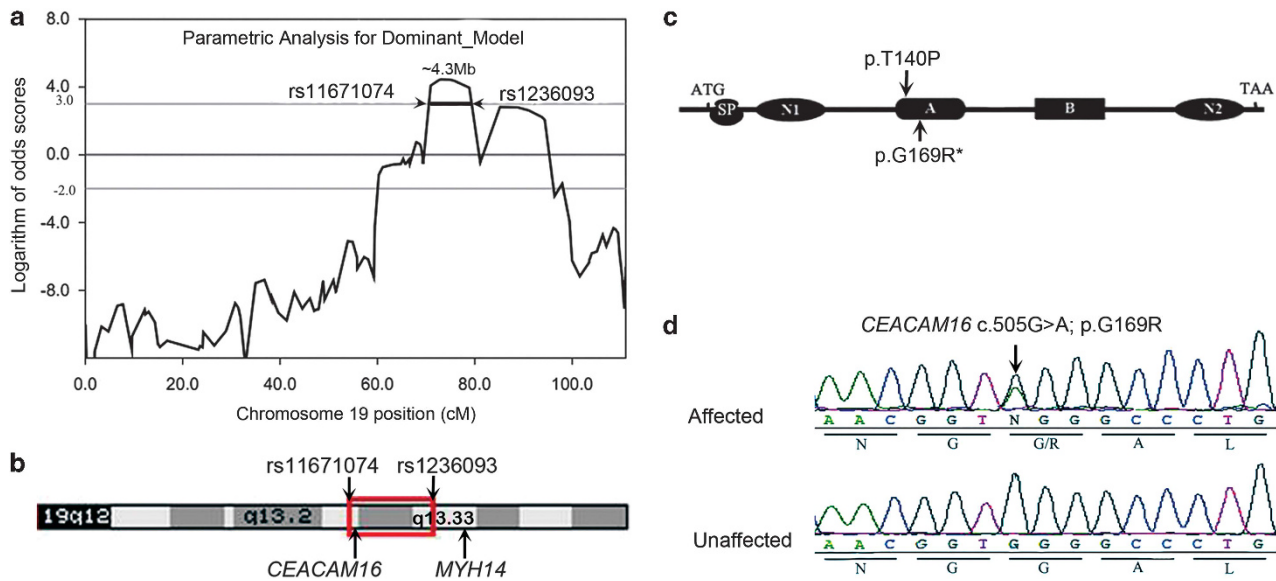 a
Parametric Analysis for Dominant_Model
~4.3Mb
rs11671074
rs1236093
8.0
4.0
3.0
0.0
-2.0
-4.0
-8.0
Logarithm of odds scores
0.0 20.0 40.0 60.0 80.0 100.0
Chromosome 19 position (cM)
b
rs11671074 rs1236093
19q12 q13.2 q13.33
CEACAM16 MYH14
c
p.T140P
ATG SP N1 A B N2 TAA
p.G169R*
d
CEACAM16 c.505G>A; p.G169R
Affected
A A C G G T N G G G C C C T G
N G G/R A L
Unaffected
A A C G G T G G G G C C C T G
N G G A L